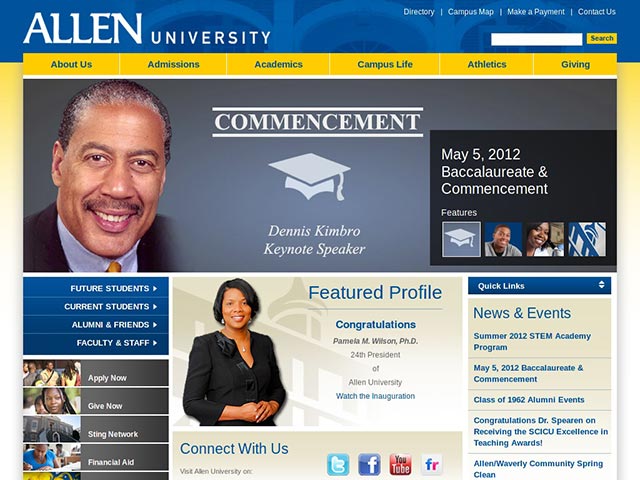 ALLEN UNIVERSITY
Directory | Campus Map | Make a Payment | Contact Us
Search
About Us
Admissions
Academics
Campus Life
Athletics
Giving
COMMENCEMENT
Dennis Kimbro
Keynote Speaker
May 5, 2012
Baccalaureate &
Commencement
Features
FUTURE STUDENTS
CURRENT STUDENTS
ALUMNI & FRIENDS
FACULTY & STAFF
Apply Now
Give Now
Sting Network
Financial Aid
Featured Profile
Congratulations
Pamela M. Wilson, Ph.D.
24th President
of
Allen University
Watch the Inauguration
Connect With Us
Visit Allen University on:
You
Tube
Quick Links
News & Events
Summer 2012 STEM Academy
Program
May 5, 2012 Baccalaureate &
Commencement
Class of 1962 Alumni Events
Congratulations Dr. Spearen on
Receiving the SCICU Excellence in
Teaching Awards!
Allen/Waverly Community Spring
Clean